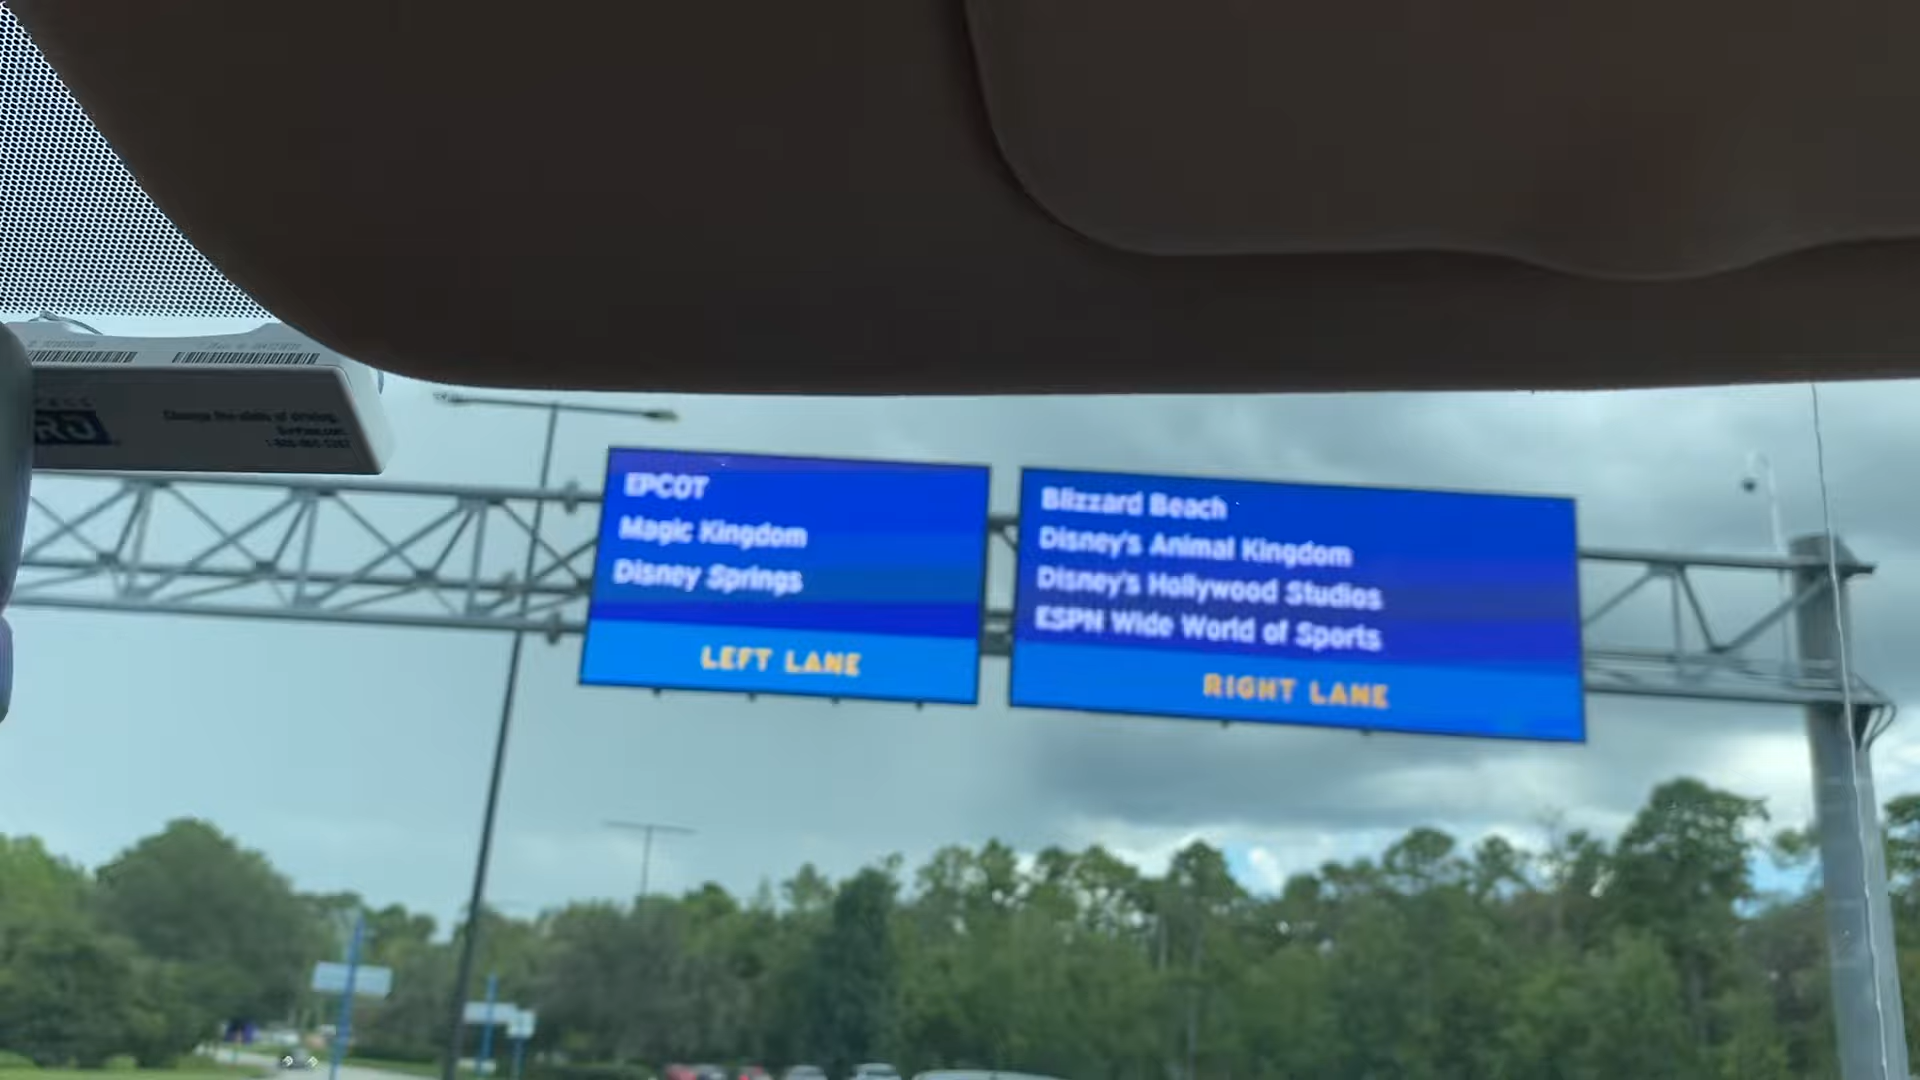 EPCOT
Magic Kingdom
Disney Springs
LEFT LANE
Blizzard Beach
Disney's Animal Kingdom
Disney's Hollywood Studios
ESPN Wide World of Sports
RIGHT LANE